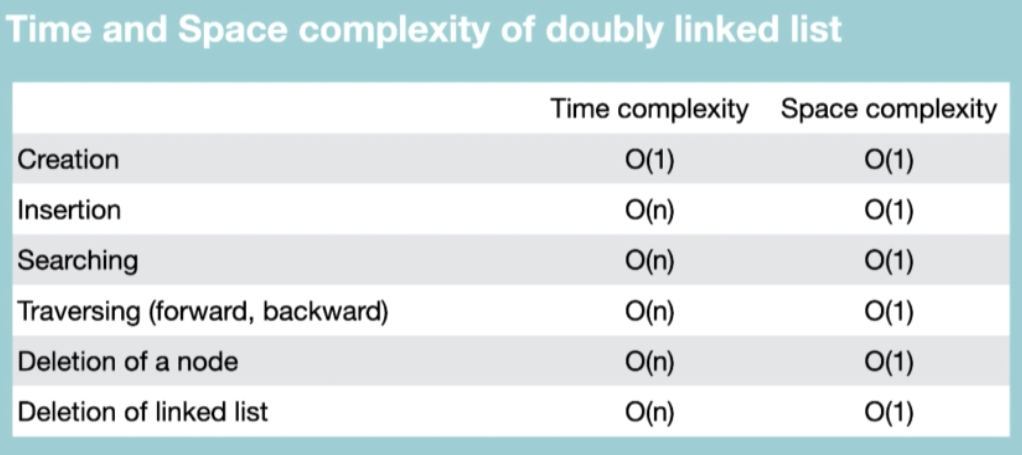 Time and Space complexity of doubly linked list
Time complexity Space complexity
Creation O(1) O(1)
Insertion O(n) O(1)
Searching O(n) O(1)
Traversing (forward, backward) O(n) O(1)
Deletion of a node O(n) O(1)
Deletion of linked list O(n) O(1)